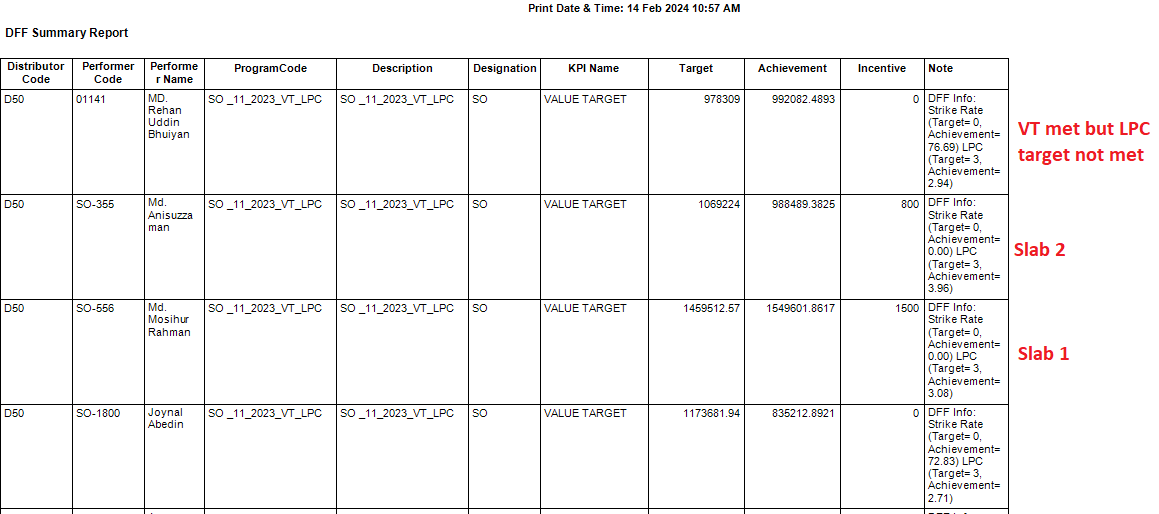 Print Date & Time: 14 Feb 2024 10:57 AM
DFF Summary Report
Distributor Code Performer Code Performe r Name ProgramCode Description Designation KPI Name Target Achievement Incentive Note
D50 01141 MD. SO _11_2023_VT_LPC SO _11_2023_VT_LPC SO VALUE TARGET 978309 992082.4893 0 DFF Info:
Rehan Strike Rate
Uddin (Target= 0,
Bhuiyan Achievement=
76.69) LPC
(Target= 3,
Achievement=
2.94)
VT met but LPC
target not met
D50 SO-355 Md. SO _11_2023_VT_LPC SO _11_2023_VT_LPC SO VALUE TARGET 1069224 988489.3825 800 DFF Info:
Anisuzza Strike Rate
man (Target= 0,
Achievement=
0.00) LPC
(Target= 3,
Achievement=
3.96)
Slab 2
D50 SO-556 Md. SO _11_2023_VT_LPC SO _11_2023_VT_LPC SO VALUE TARGET 1459512.57 1549601.8617 1500 DFF Info:
Mosihur Strike Rate
Rahman (Target= 0,
Achievement=
0.00) LPC
(Target= 3,
Achievement=
3.08)
Slab 1
D50 SO-1800 Joynal SO _11_2023_VT_LPC SO _11_2023_VT_LPC SO VALUE TARGET 1173681.94 835212.8921 0 DFF Info:
Abedin Strike Rate
(Target= 0,
Achievement=
72.83) LPC
(Target= 3,
Achievement=
2.71)